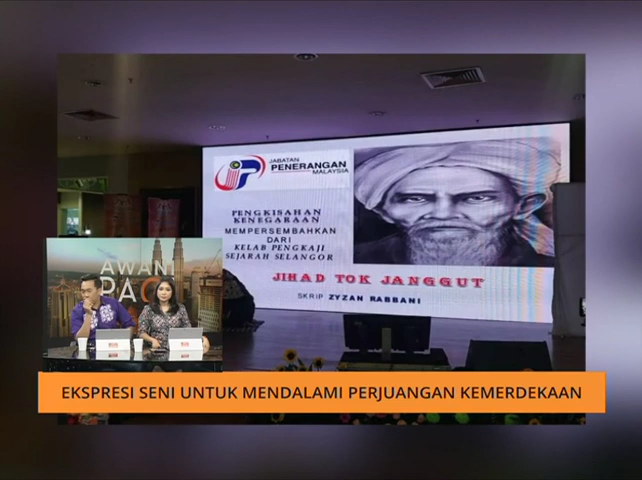 JABATAN
PENERANGAN
MALAYSIA
PENGKISAHAN
KENEGARAAN
MEMPERSEMBAHKAN
DARI
KELAB PENGKAJI
SEJARAH SELANGOR
JIHAD TOK JANGGUT
SKRIP ZYZAN RABBANI
AWANI
PAGI
EKSPRESI SENI UNTUK MENDALAMI PERJUANGAN KEMERDEKAAN